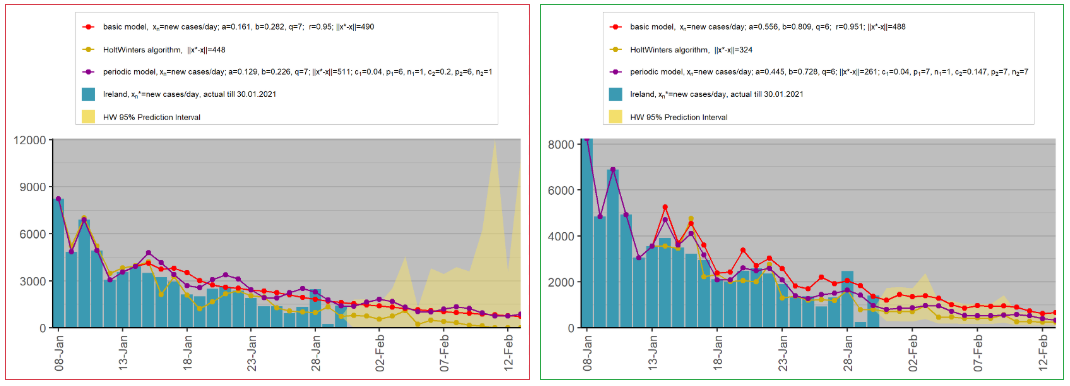 basic model, xn=new cases/day; a=0.161, b=0.282, q=7; r=0.95; ||x*-x||=490
HoltWinters algorithm, ||x*-x||=448
periodic model, xn=new cases/day; a=0.129, b=0.226, q=7; ||x*-x||=511; c1=0.04, p1=6, n1=1, c2=0.2, p2=6, n2=1
Ireland, xn*=new cases/day, actual till 30.01.2021
HW 95% Prediction Interval
12000
9000
6000
3000
0
08-Jan
13-Jan
18-Jan
23-Jan
28-Jan
02-Feb
07-Feb
12-Feb
basic model, xn=new cases/day; a=0.556, b=0.809, q=6; r=0.951; ||x*-x||=488
HoltWinters algorithm, ||x*-x||=324
periodic model, xn=new cases/day; a=0.445, b=0.728, q=6; ||x*-x||=261; c1=0.04, p1=7, n1=1, c2=0.147, p2=7, n2=7
Ireland, xn*=new cases/day, actual till 30.01.2021
HW 95% Prediction Interval
8000
6000
4000
2000
0
08-Jan
13-Jan
18-Jan
23-Jan
28-Jan
02-Feb
07-Feb
12-Feb